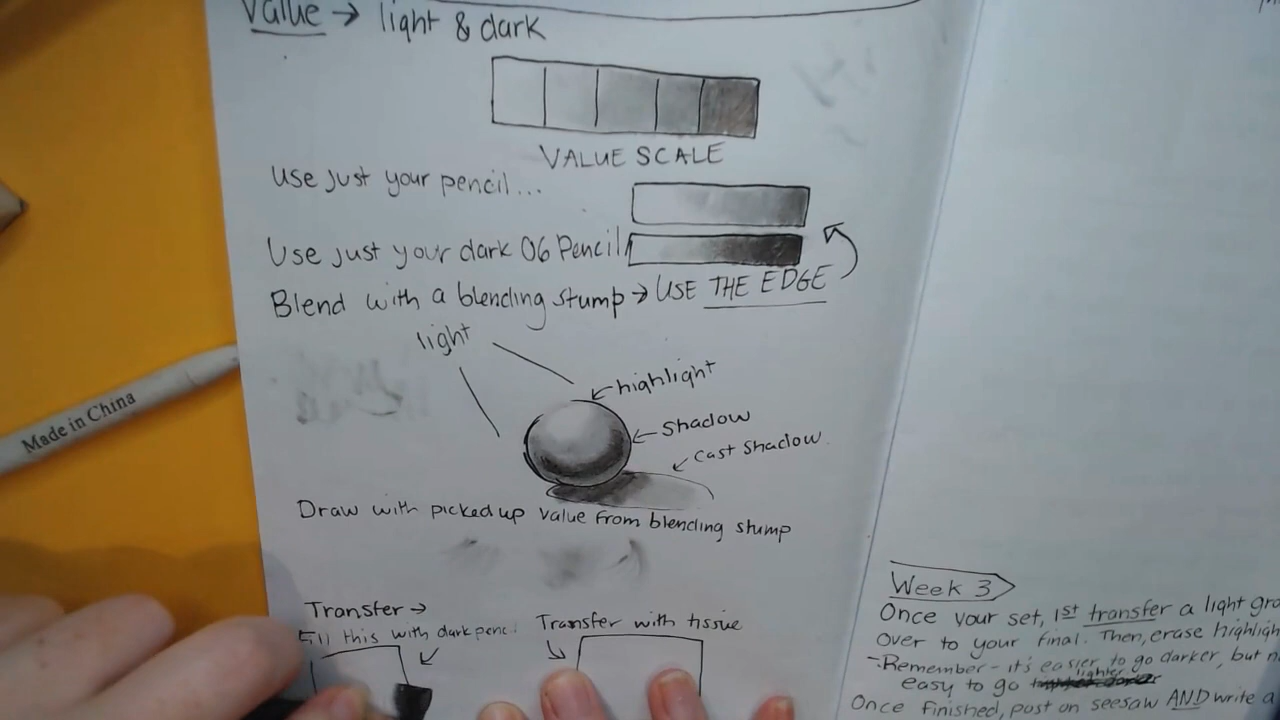 Value → light & dark
VALUE SCALE
Use just your pencil...
Use just your dark 06 Pencil
Blend with a blending stump → USE THE EDGE
light
highlight
Shadow
Cast Shadow
Made in China
Draw with picked up value from blending stump
Transfer →
Fill this with dark penc
Transfer with tissue
Week 3
Once your set, 1st transfer a light gra
over to your final. Then, erase highligh
- Remember - it's easier to go darker, but n
lighter
easy to go
Once finished, post on seesaw AND write a